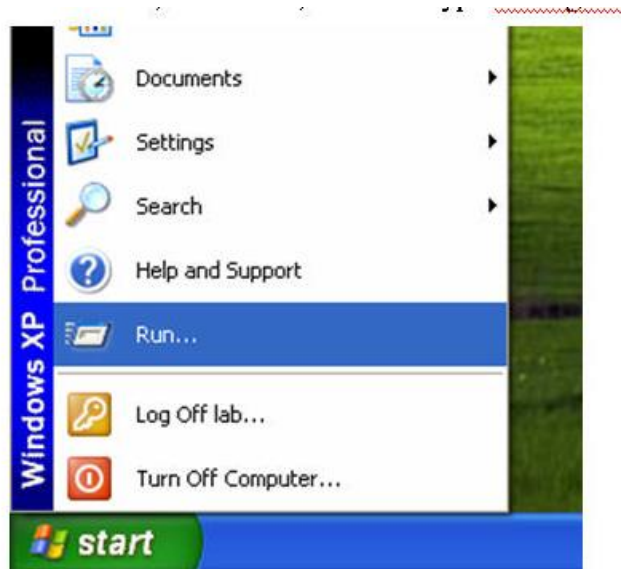 Documents
Settings
Search
Help and Support
Run...
Log Off lab...
Turn Off Computer...
Windows XP Professional
start